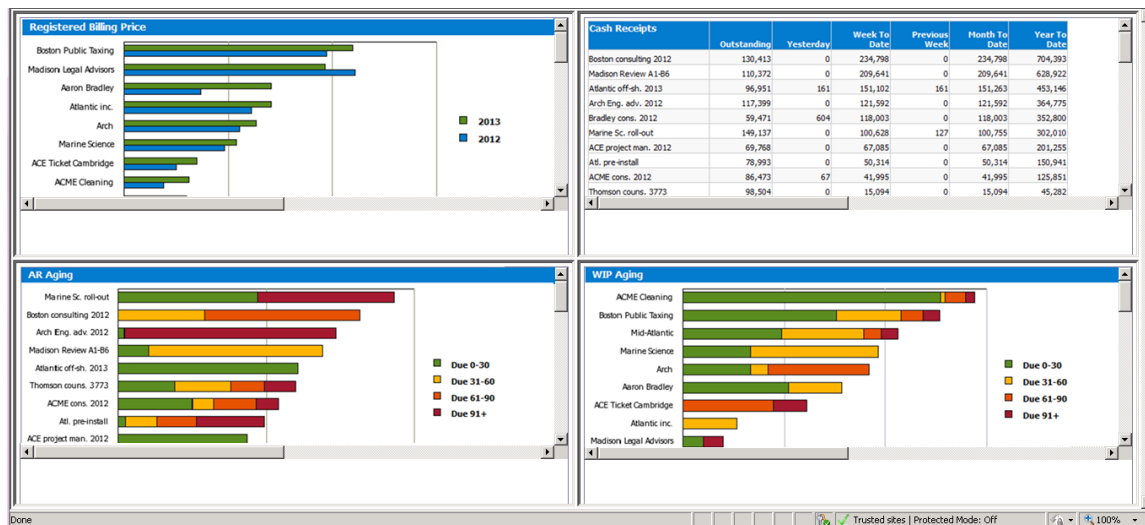 Registered Billing Price
Boston Public Taxing
Madison Legal Advisors
Aaron Bradley
Atlantic inc.
Arch
Marine Science
ACE Ticket Cambridge
ACME Cleaning
2013
2012
Cash Receipts Outstanding Yesterday Week To Date Previous Week Month To Date Year To Date
Boston consulting 2012 130,413 0 234,798 0 234,798 704,393
Madison Review A1-B6 110,372 0 209,641 0 209,641 628,922
Atlantic off-sh. 2013 96,951 161 151,102 161 151,263 453,146
Arch Eng. adv. 2012 117,399 0 121,592 0 121,592 364,775
Bradley cons. 2012 59,471 604 118,003 0 118,003 352,800
Marine Sc. roll-out 149,137 0 100,628 127 100,755 302,010
ACE project man. 2012 69,768 0 67,085 0 67,085 201,255
Atl. pre-install 78,993 0 50,314 0 50,314 150,941
ACME cons. 2012 86,473 67 41,995 0 41,995 125,851
Thomson couns. 3773 98,504 0 15,094 0 15,094 45,282
AR Aging
Marine Sc. roll-out
Boston consulting 2012
Arch Eng. adv. 2012
Madison Review A1-B6
Atlantic off-sh. 2013
Thomson couns. 3773
ACME cons. 2012
Atl. pre-install
ACE project man. 2012
Due 0-30
Due 31-60
Due 61-90
Due 91+
WIP Aging
ACME Cleaning
Boston Public Taxing
Mid-Atlantic
Marine Science
Arch
Aaron Bradley
ACE Ticket Cambridge
Atlantic inc.
Madison Legal Advisors
Due 0-30
Due 31-60
Due 61-90
Due 91+
Done Trusted sites | Protected Mode: Off 100%